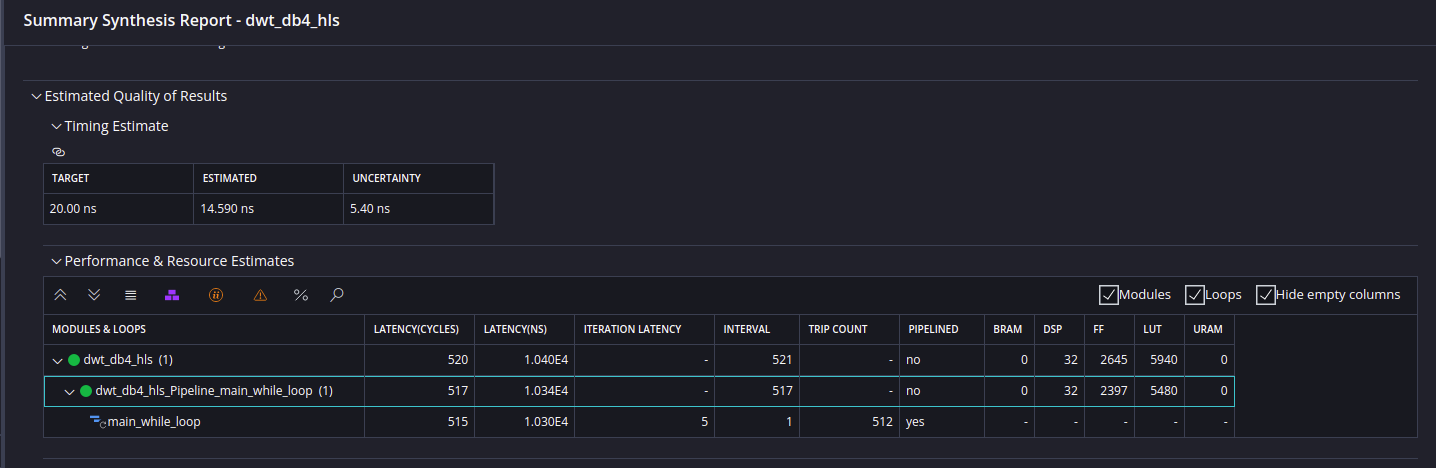 Summary Synthesis Report - dwt_db4_hls
Estimated Quality of Results
Timing Estimate
TARGET ESTIMATED UNCERTAINTY
20.00 ns 14.590 ns 5.40 ns
Performance & Resource Estimates
% Modules Loops Hide empty columns
MODULES & LOOPS LATENCY(CYCLES) LATENCY(NS) ITERATION LATENCY INTERVAL TRIP COUNT PIPELINED BRAM DSP FF LUT URAM
dwt_db4_hls (1) 520 1.040E4 - 521 - no 0 32 2645 5940 0
dwt_db4_hls_Pipeline_main_while_loop (1) 517 1.034E4 - 517 - no 0 32 2397 5480 0
main_while_loop 515 1.030E4 5 1 512 yes - - - - -